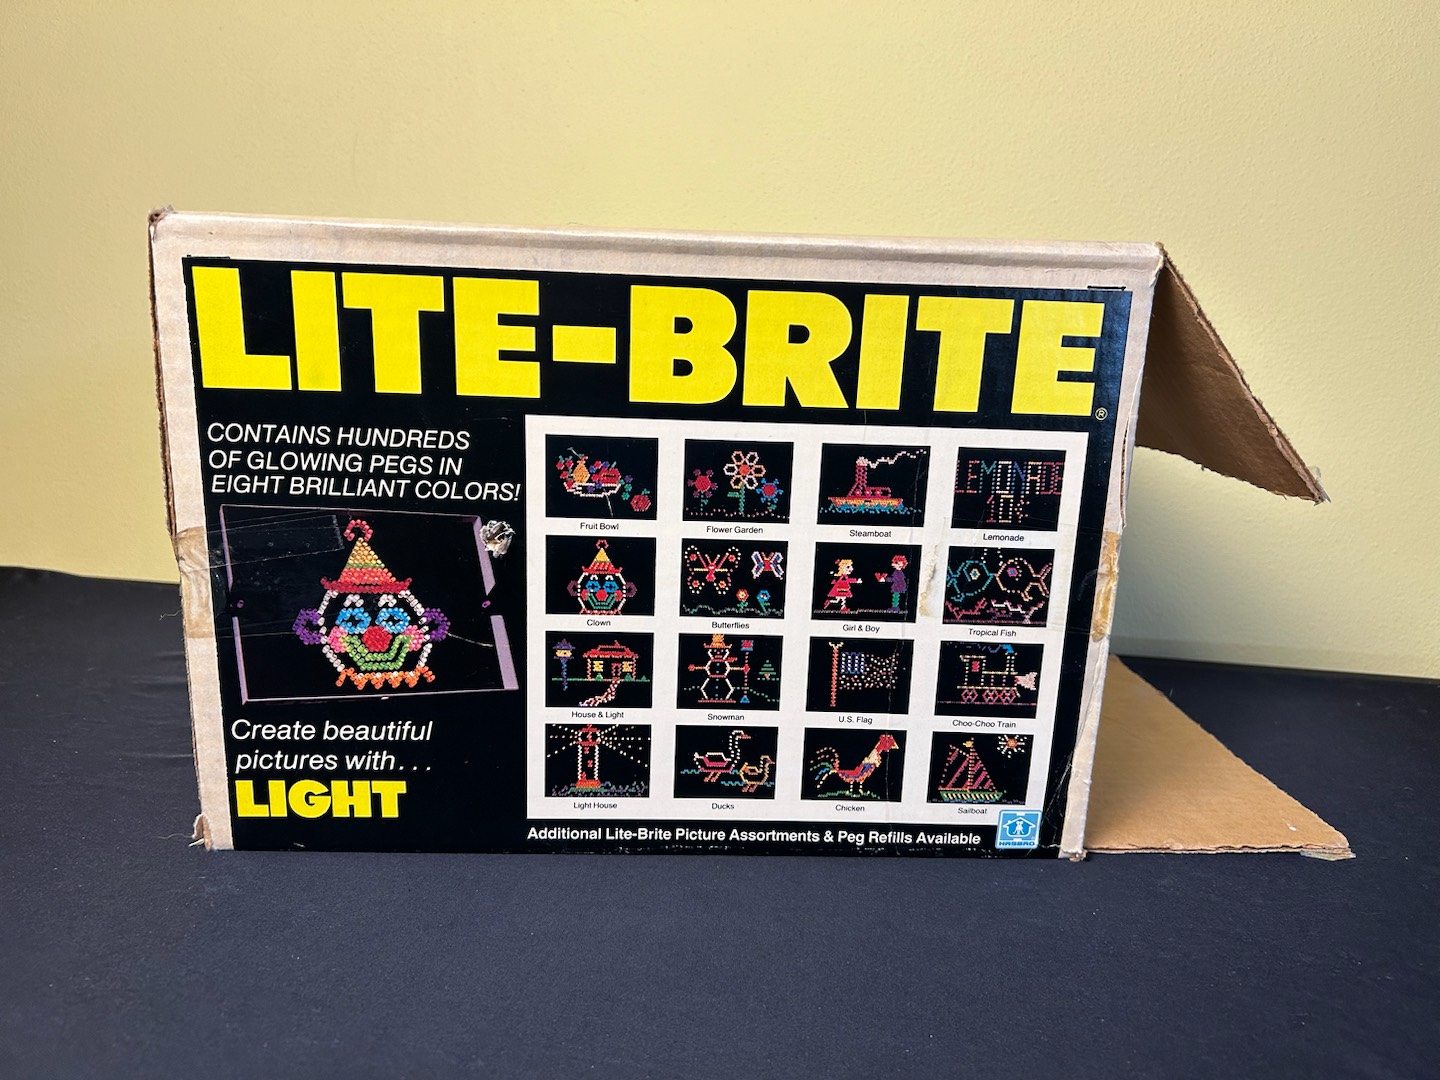 LITE-BRITE®
CONTAINS HUNDREDS
OF GLOWING PEGS IN
EIGHT BRILLIANT COLORS!
Create beautiful
pictures with...
LIGHT
Fruit Bowl
Flower Garden
Steamboat
LEMONADE
10¢
Lemonade
Clown
Butterflies
Girl & Boy
Tropical Fish
House & Light
Snowman
U.S. Flag
Choo-Choo Train
Light House
Ducks
Chicken
Sailboat
Additional Lite-Brite Picture Assortments & Peg Refills Available
HASBRO